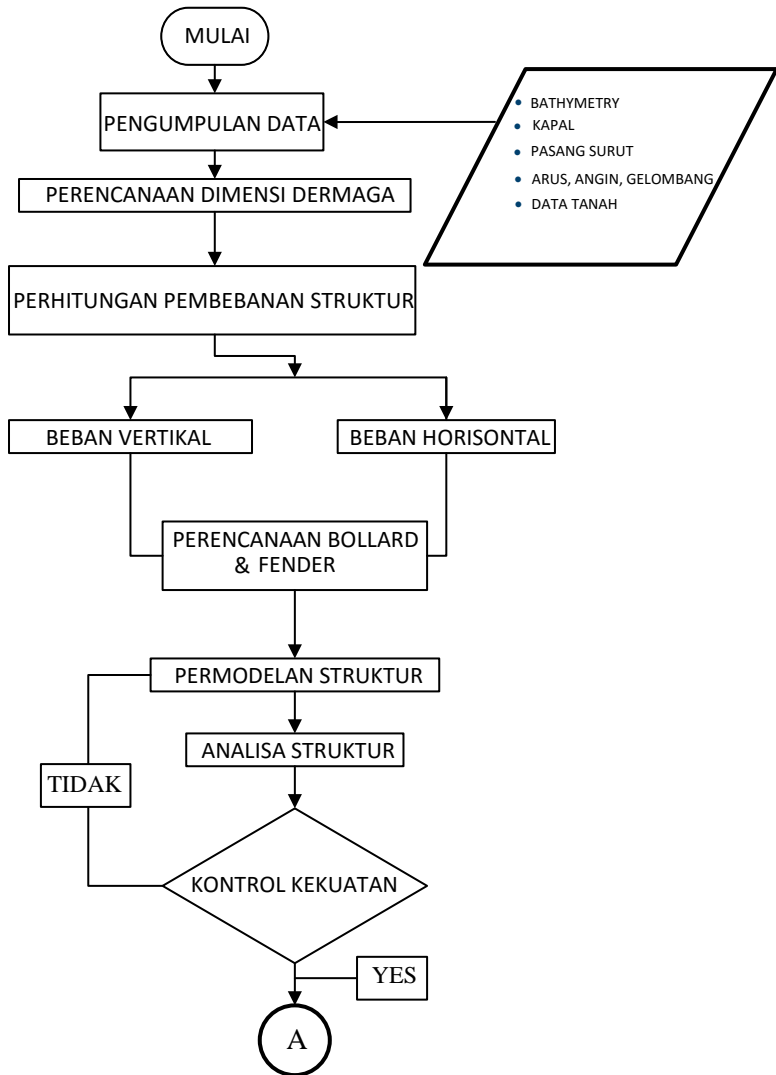 MULAI
PENGUMPULAN DATA
• BATHYMETRY
• KAPAL
• PASANG SURUT
• ARUS, ANGIN, GELOMBANG
• DATA TANAH
PERENCANAAN DIMENSI DERMAGA
PERHITUNGAN PEMBEBANAN STRUKTUR
BEBAN VERTIKAL
BEBAN HORISONTAL
PERENCANAAN BOLLARD
& FENDER
PERMODELAN STRUKTUR
ANALISA STRUKTUR
TIDAK
KONTROL KEKUATAN
YES
A